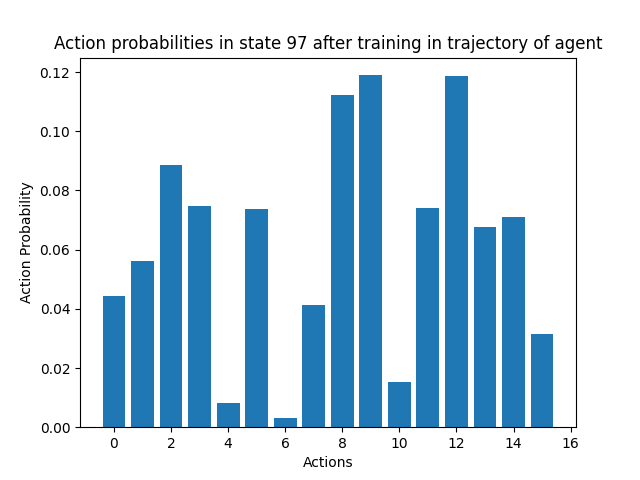 Action probabilities in state 97 after training in trajectory of agent
0.12
0.10
0.08
0.06
0.04
0.02
0.00
Action Probability
0 2 4 6 8 10 12 14 16
Actions